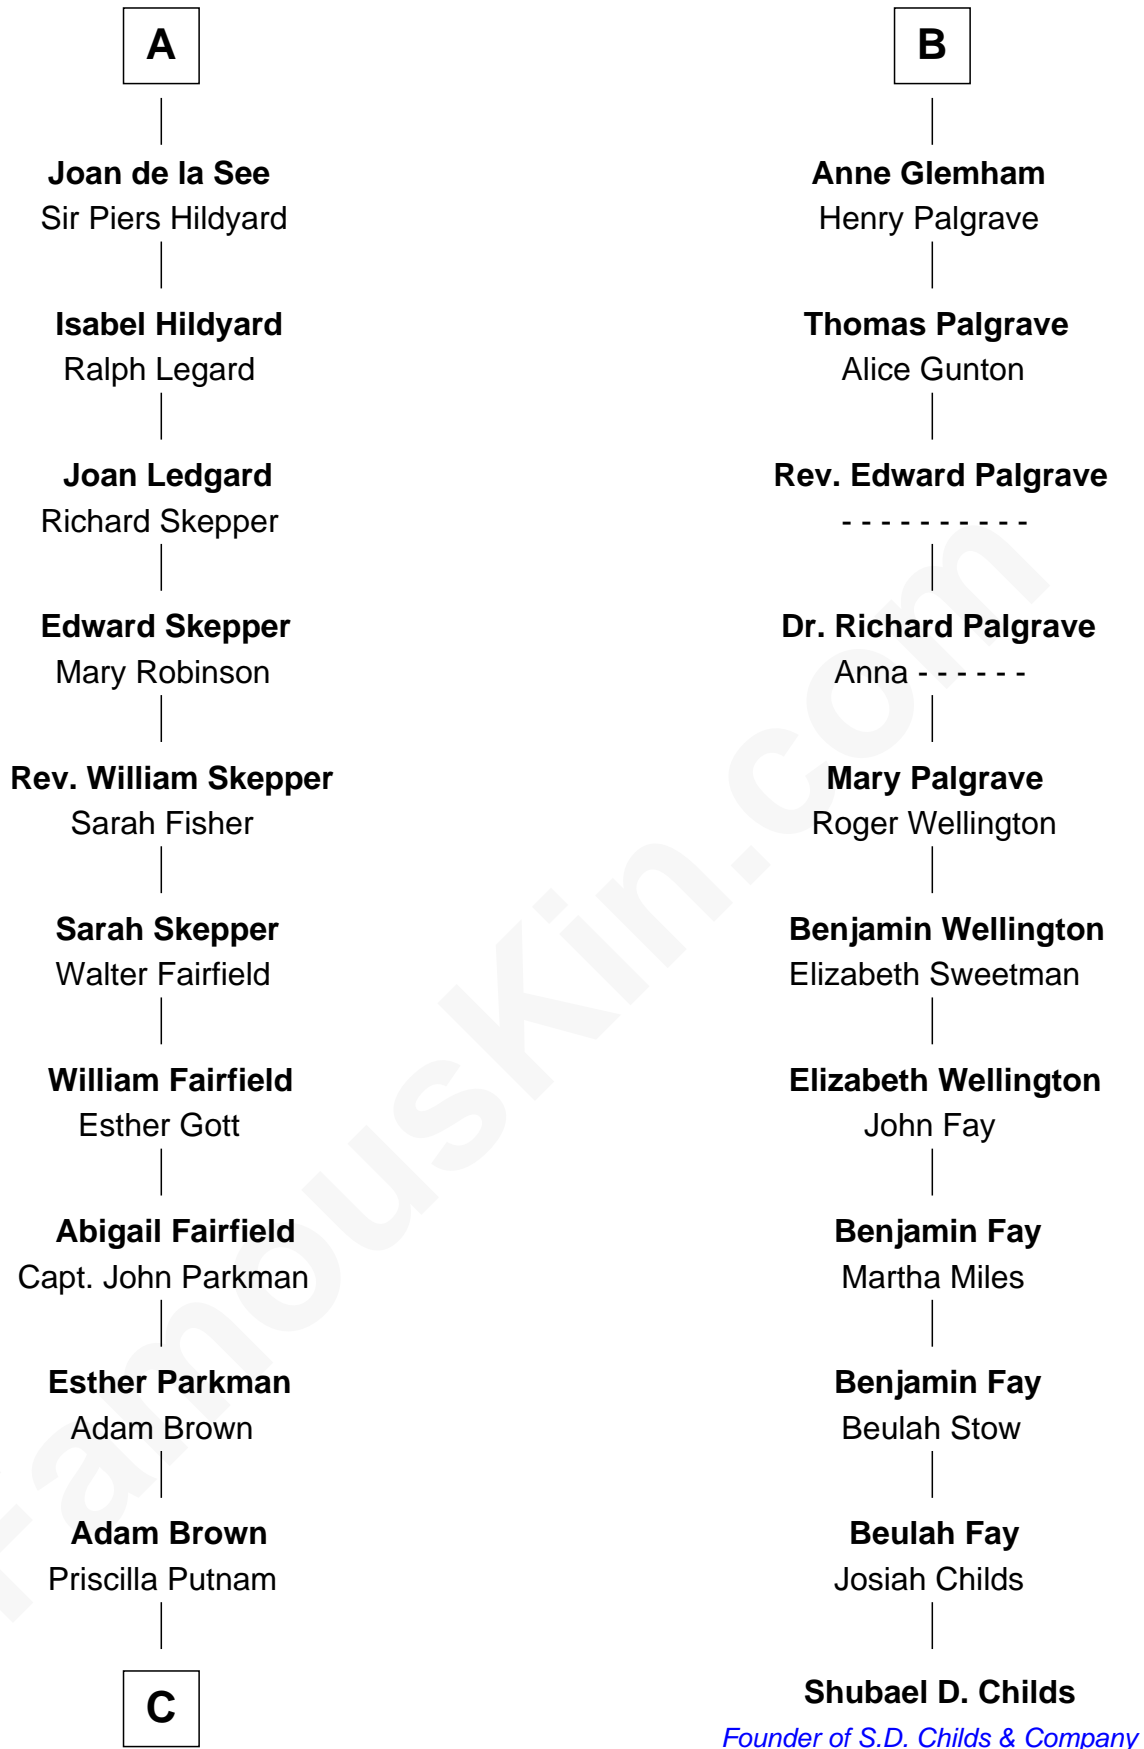 A
Joan de la See
Sir Piers Hildyard
Isabel Hildyard
Ralph Legard
Joan Ledgard
Richard Skepper
Edward Skepper
Mary Robinson
Rev. William Skepper
Sarah Fisher
Sarah Skepper
Walter Fairfield
William Fairfield
Esther Gott
Abigail Fairfield
Capt. John Parkman
Esther Parkman
Adam Brown
Adam Brown
Priscilla Putnam
C
B
Anne Glemham
Henry Palgrave
Thomas Palgrave
Alice Gunton
Rev. Edward Palgrave
- - - - - - - - - -
Dr. Richard Palgrave
Anna - - - - - -
Mary Palgrave
Roger Wellington
Benjamin Wellington
Elizabeth Sweetman
Elizabeth Wellington
John Fay
Benjamin Fay
Martha Miles
Benjamin Fay
Beulah Stow
Beulah Fay
Josiah Childs
Shubael D. Childs
Founder of S.D. Childs & Company
FamousKin.com